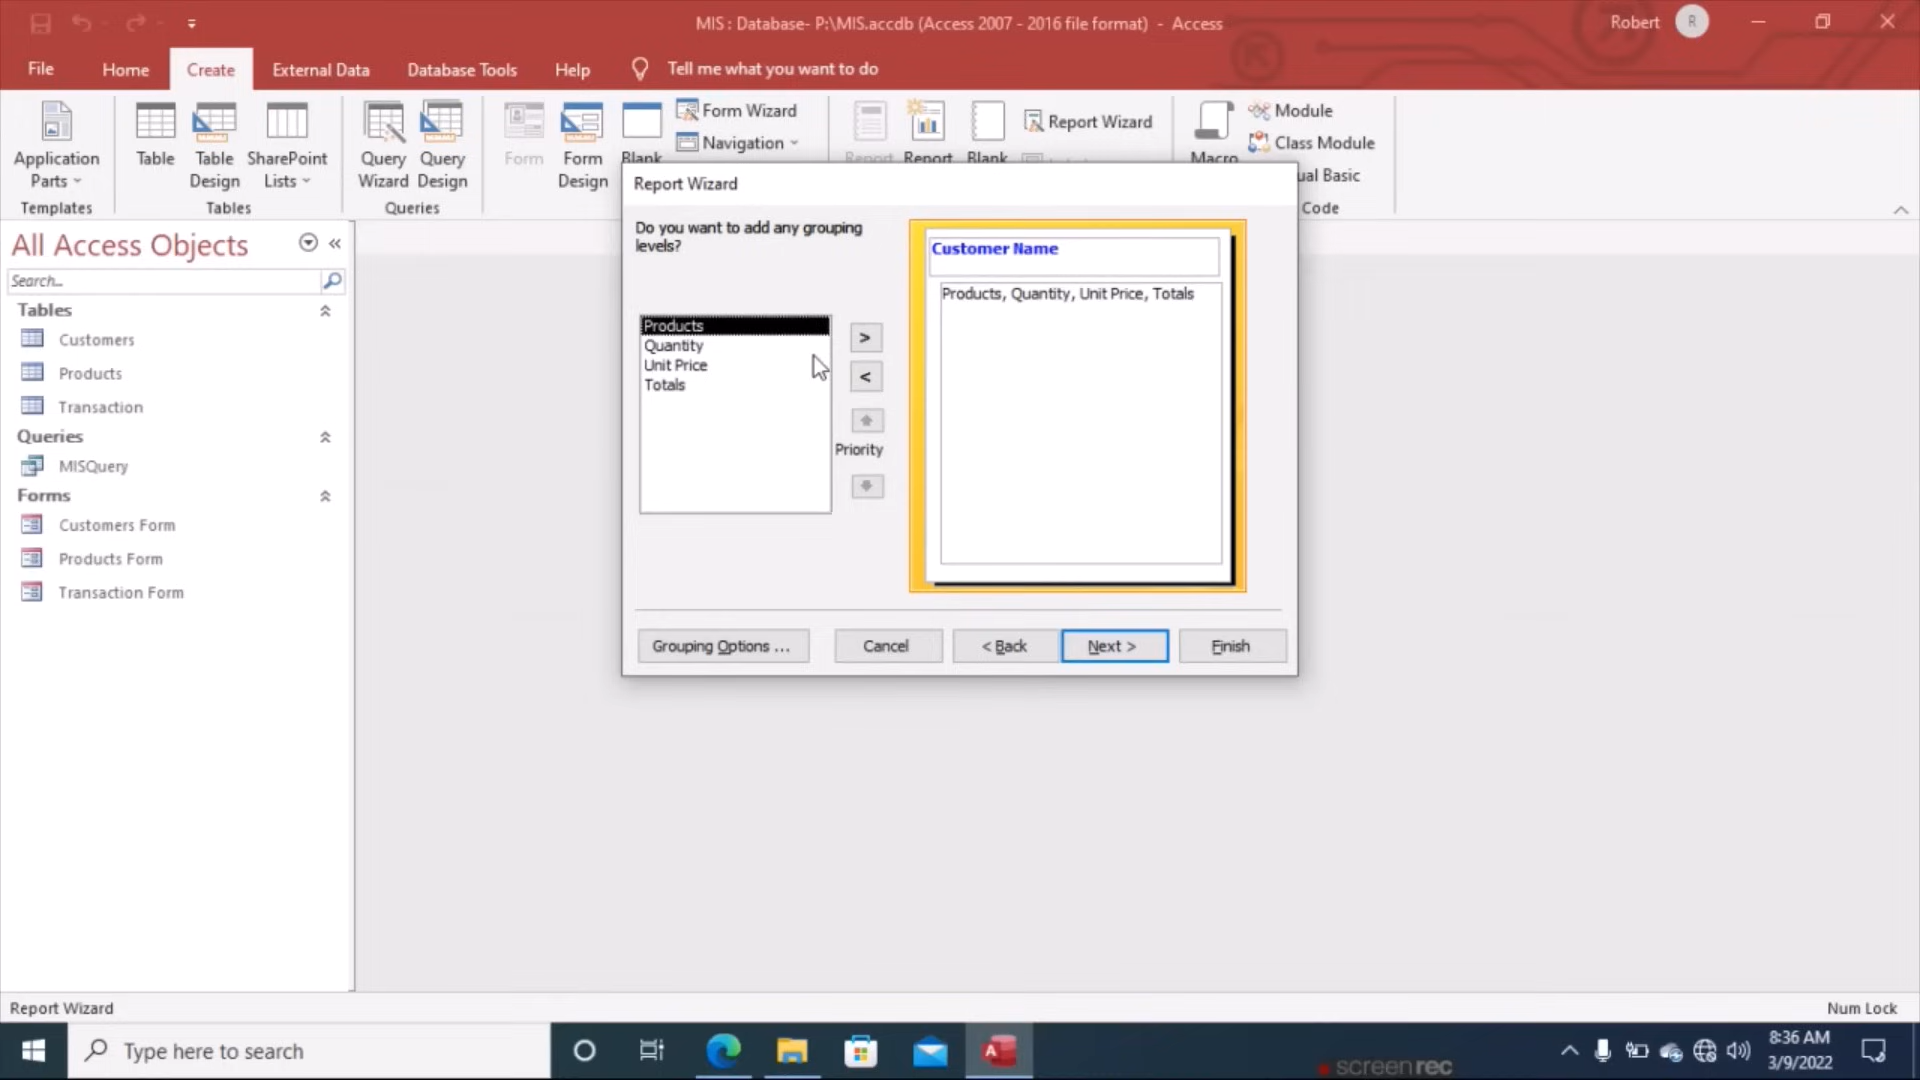 MIS : Database- P:\MIS.accdb (Access 2007 - 2016 file format) - Access
Robert
R
File
Home
Create
External Data
Database Tools
Help
Tell me what you want to do
Application Parts
Table
Table Design
SharePoint Lists
Query Wizard
Query Design
Form
Form Design
Blank
Form Wizard
Navigation
Report
Report
Blank
Report Wizard
Macro
Module
Class Module
ual Basic
Templates
Tables
Queries
Code
All Access Objects
Search...
Tables
Customers
Products
Transaction
Queries
MISQuery
Forms
Customers Form
Products Form
Transaction Form
Report Wizard
Do you want to add any grouping
levels?
Products
Quantity
Unit Price
Totals
>
<
Priority
Customer Name
Products, Quantity, Unit Price, Totals
Grouping Options ...
Cancel
< Back
Next >
Finish
Report Wizard
Num Lock
Type here to search
A
screenrec
8:36 AM
3/9/2022